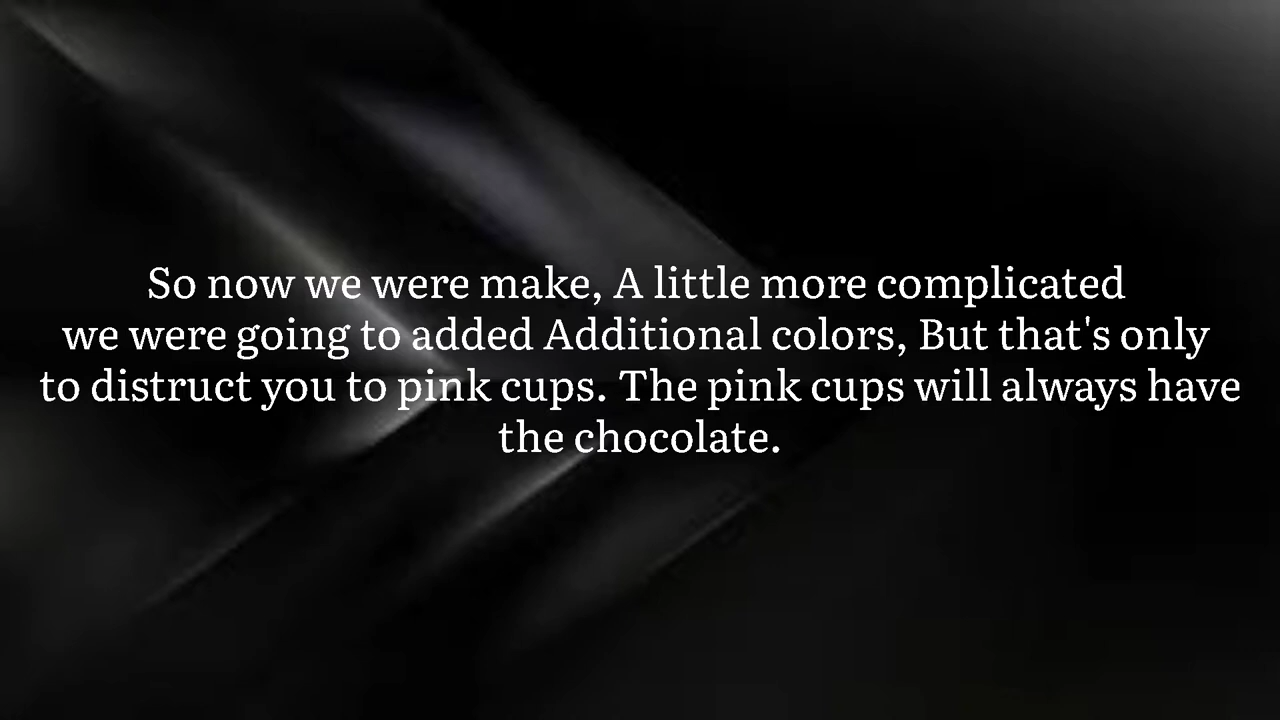 So now we were make, A little more complicated
we were going to added Additional colors, But that's only
to distruct you to pink cups. The pink cups will always have
the chocolate.